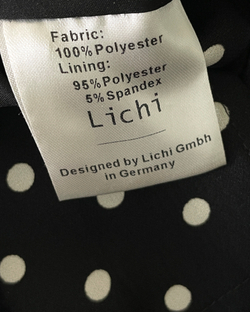 Fabric:
100%Polyester
Lining:
95%Polyester
5%Spandex
Lichi
Designed by Lichi Gmbh
in Germany